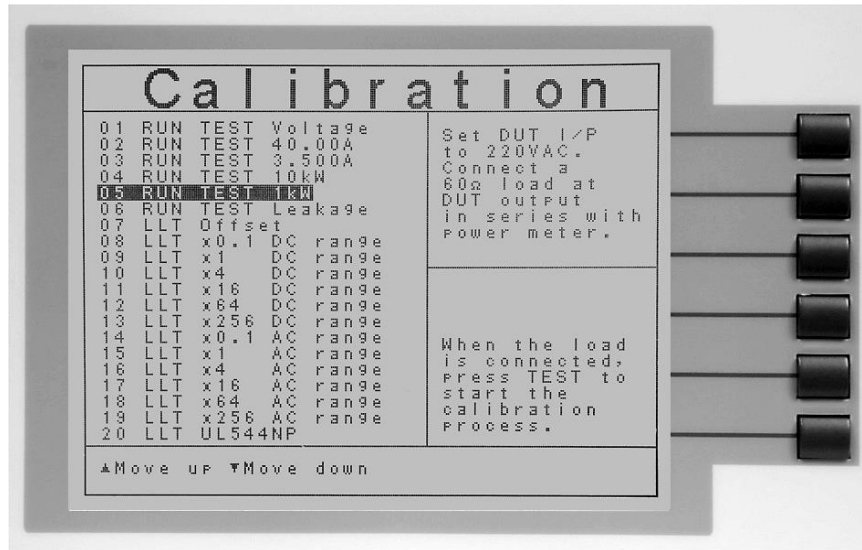 Calibration
01 RUN TEST Voltage
02 RUN TEST 40.00A
03 RUN TEST 3.500A
04 RUN TEST 10kW
05 RUN TEST 1kW
06 RUN TEST Leakage
07 LLT Offset
08 LLT x0.1 DC range
09 LLT x1 DC range
10 LLT x4 DC range
11 LLT x16 DC range
12 LLT x64 DC range
13 LLT x256 DC range
14 LLT x0.1 AC range
15 LLT x1 AC range
16 LLT x4 AC range
17 LLT x16 AC range
18 LLT x64 AC range
19 LLT x256 AC range
20 LLT UL544NP
Set DUT I/P
to 220VAC.
Connect a
60Ω load at
DUT output
in series with
power meter.
When the load
is connected,
press TEST to
start the
calibration
process.
▲Move up ▼Move down